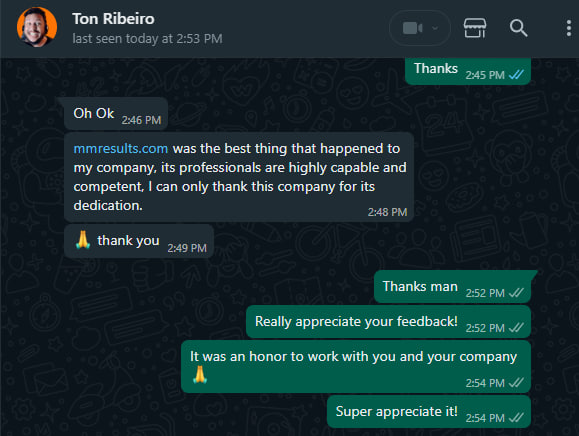 Ton Ribeiro
last seen today at 2:53 PM
Thanks 2:45 PM
Oh Ok 2:46 PM
mmresults.com was the best thing that happened to
my company, its professionals are highly capable and
competent, I can only thank this company for its
dedication.
2:48 PM
🙏 thank you 2:49 PM
Thanks man 2:52 PM
Really appreciate your feedback! 2:52 PM
It was an honor to work with you and your company
🙏 2:54 PM
Super appreciate it! 2:54 PM